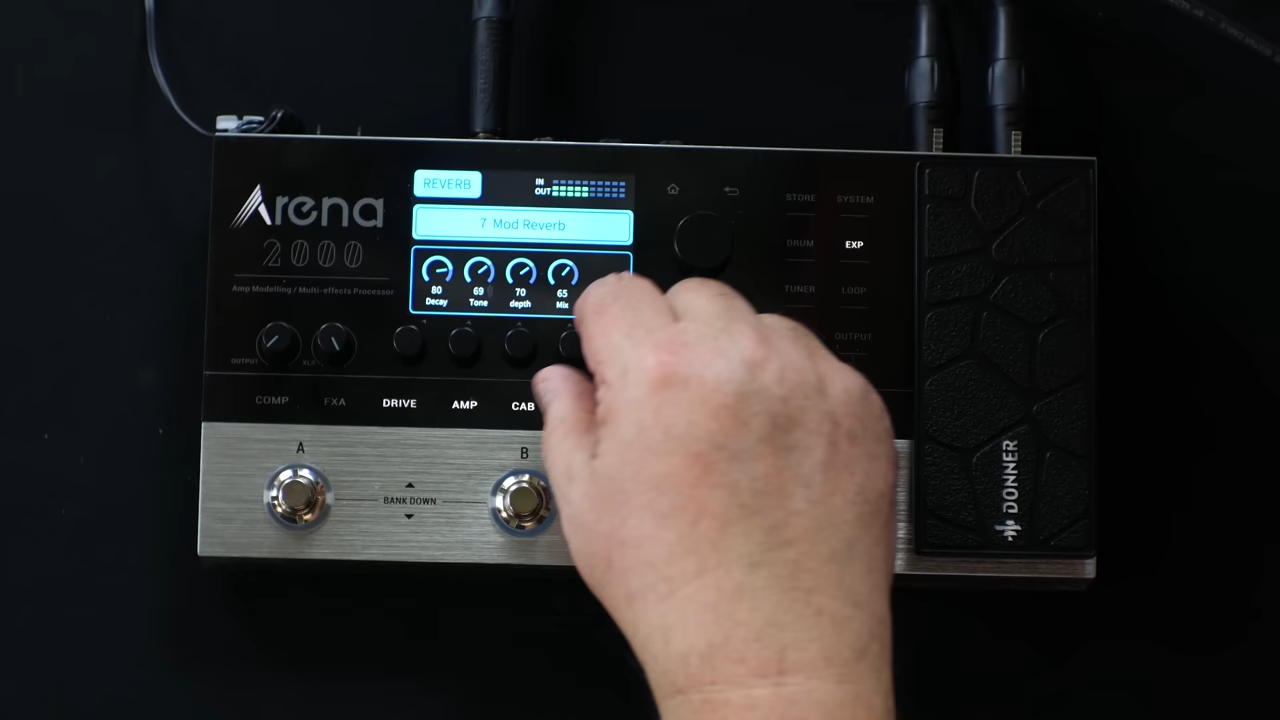 REVERB
IN
OUT
7 Mod Reverb
80 69 70 65
Decay Tone depth Mix
Arena
2000
Amp Modelling / Multi-effects Processor
OUTPUT
STORE SYSTEM
DRUM EXP
TUNER LOOP
OUTPUT
COMP FXA DRIVE AMP CAB
A
B
BANK DOWN
DONNER